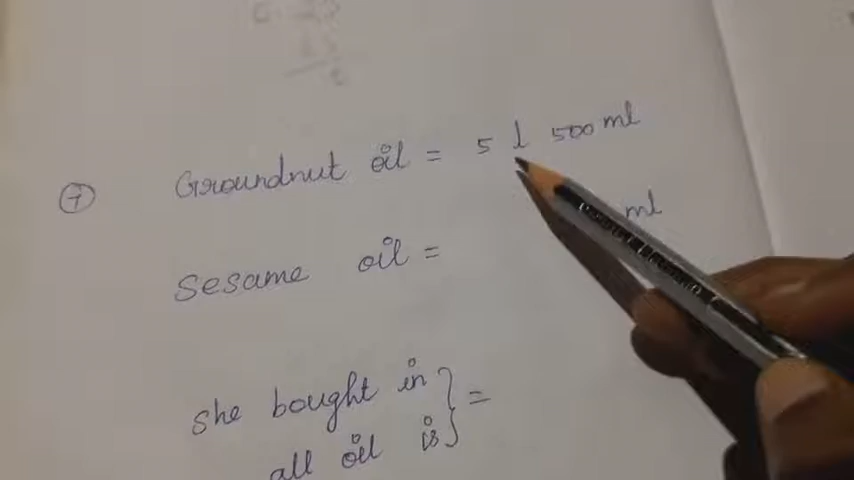 7 Groundnut oil = 5 l 500 ml
Sesame oil = ml
She bought in } =
all oil is